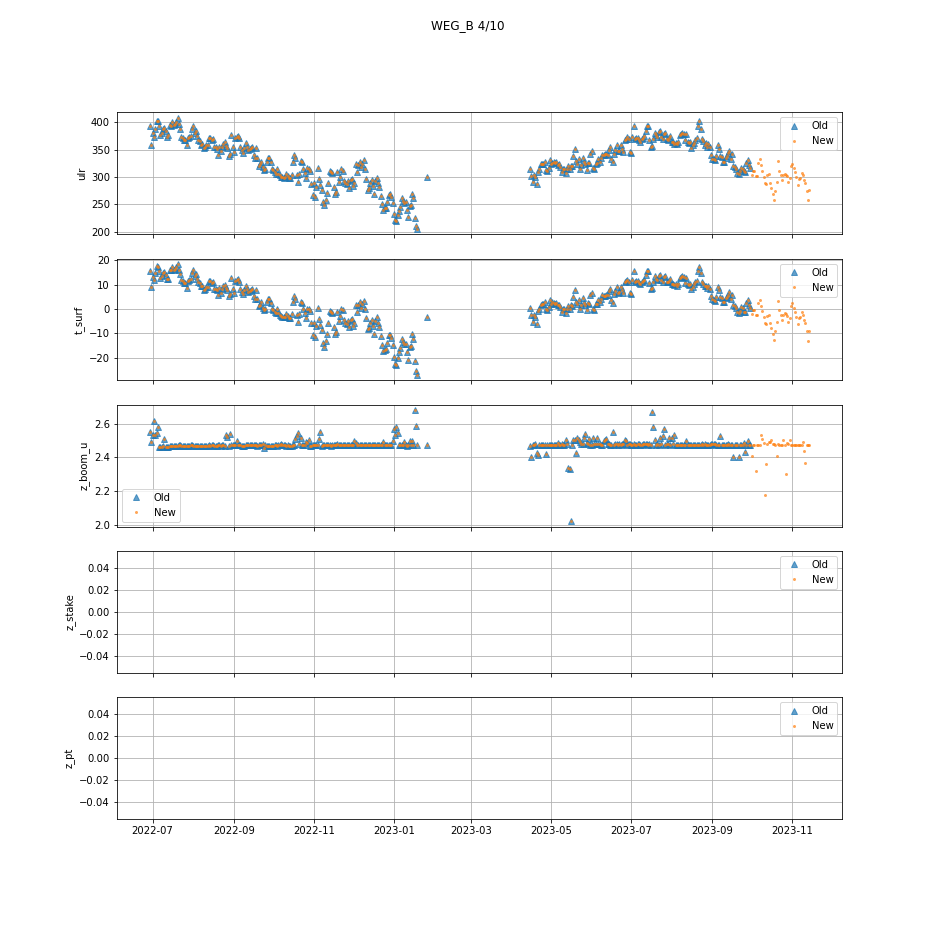 WEG_B 4/10
400
350
300
250
200
ulr
Old
New
20
10
0
−10
−20
t_surf
Old
New
2.6
2.4
2.2
2.0
z_boom_u
Old
New
0.04
0.02
0.00
−0.02
−0.04
z_stake
Old
New
0.04
0.02
0.00
−0.02
−0.04
z_pt
Old
New
2022-07 2022-09 2022-11 2023-01 2023-03 2023-05 2023-07 2023-09 2023-11